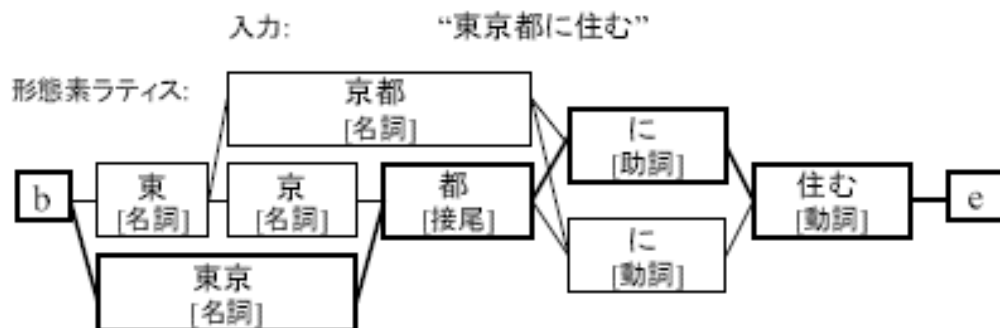 入力: “東京都に住む”
形態素ラティス:
京都
[名詞]
に
[助詞]
b
東
[名詞]
京
[名詞]
都
[接尾]
住む
[動詞]
e
に
[動詞]
東京
[名詞]